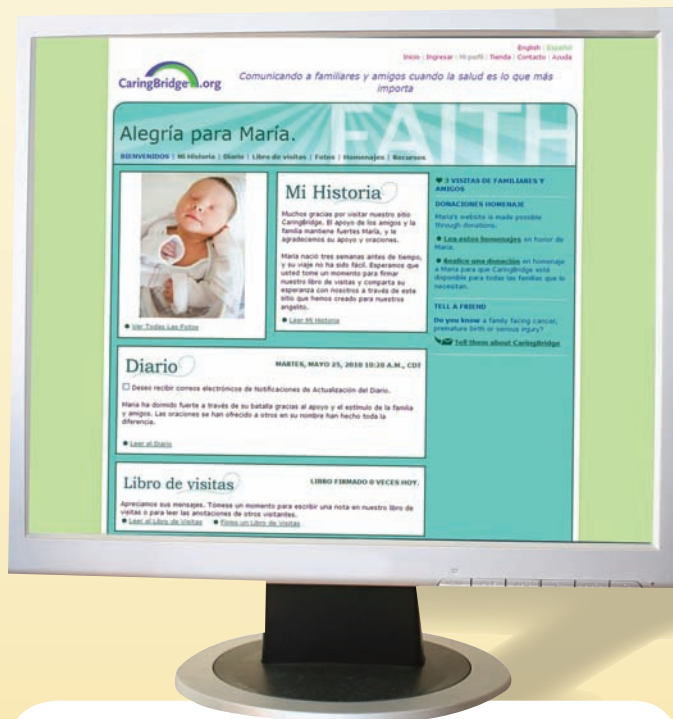 English | Español
Inicio | Ingresar | Mi perfil | Tienda | Contacto | Ayuda
CaringBridge.org
Comunicando a familiares y amigos cuando la salud es lo que más
importa
FAITH
Alegría para María.
BIENVENIDOS | Mi Historia | Diario | Libro de visitas | Fotos | Homenajes | Recursos
Ver Todas Las Fotos
Mi Historia
Muchos gracias por visitar nuestro sitio
CaringBridge. El apoyo de los amigos y la
familia mantiene fuertes María, y le
agradecemos su apoyo y oraciones.
María nació tres semanas antes de tiempo,
y su viaje no ha sido fácil. Esperamos que
usted tome un momento para firmar
nuestro libro de visitas y comparta su
esperanza con nosotros a través de este
sitio que hemos creado para nuestros
angelito.
Leer Mi Historia
3 VISITAS DE FAMILIARES Y
AMIGOS
DONACIONES HOMENAJE
Maria's website is made possible
through donations.
Lea estos homenajes en honor de
Maria.
Realice una donación en homenaje
a Maria para que CaringBridge esté
disponible para todas las familias que lo
necesitan.
TELL A FRIEND
Do you know a family facing cancer,
premature birth or serious injury?
Tell them about CaringBridge
Diario
MARTES, MAYO 25, 2010 10:20 A.M., CDT
Deseo recibir correos electrónicos de Notificaciones de Actualización del Diario.
Maria ha dormido fuerte a través de su batalla gracias al apoyo y el estímulo de la familia
y amigos. Las oraciones se han ofrecido a otros en su nombre han hecho toda la
diferencia.
Leer al Diario
Libro de visitas
LIBRO FIRMADO 0 VECES HOY.
Apreciamos sus mensajes. Tómese un momento para escribir una nota en nuestro libro de
visitas o para leer las anotaciones de otros visitantes.
Leer al Libro de Visitas
un Libro de Visitas